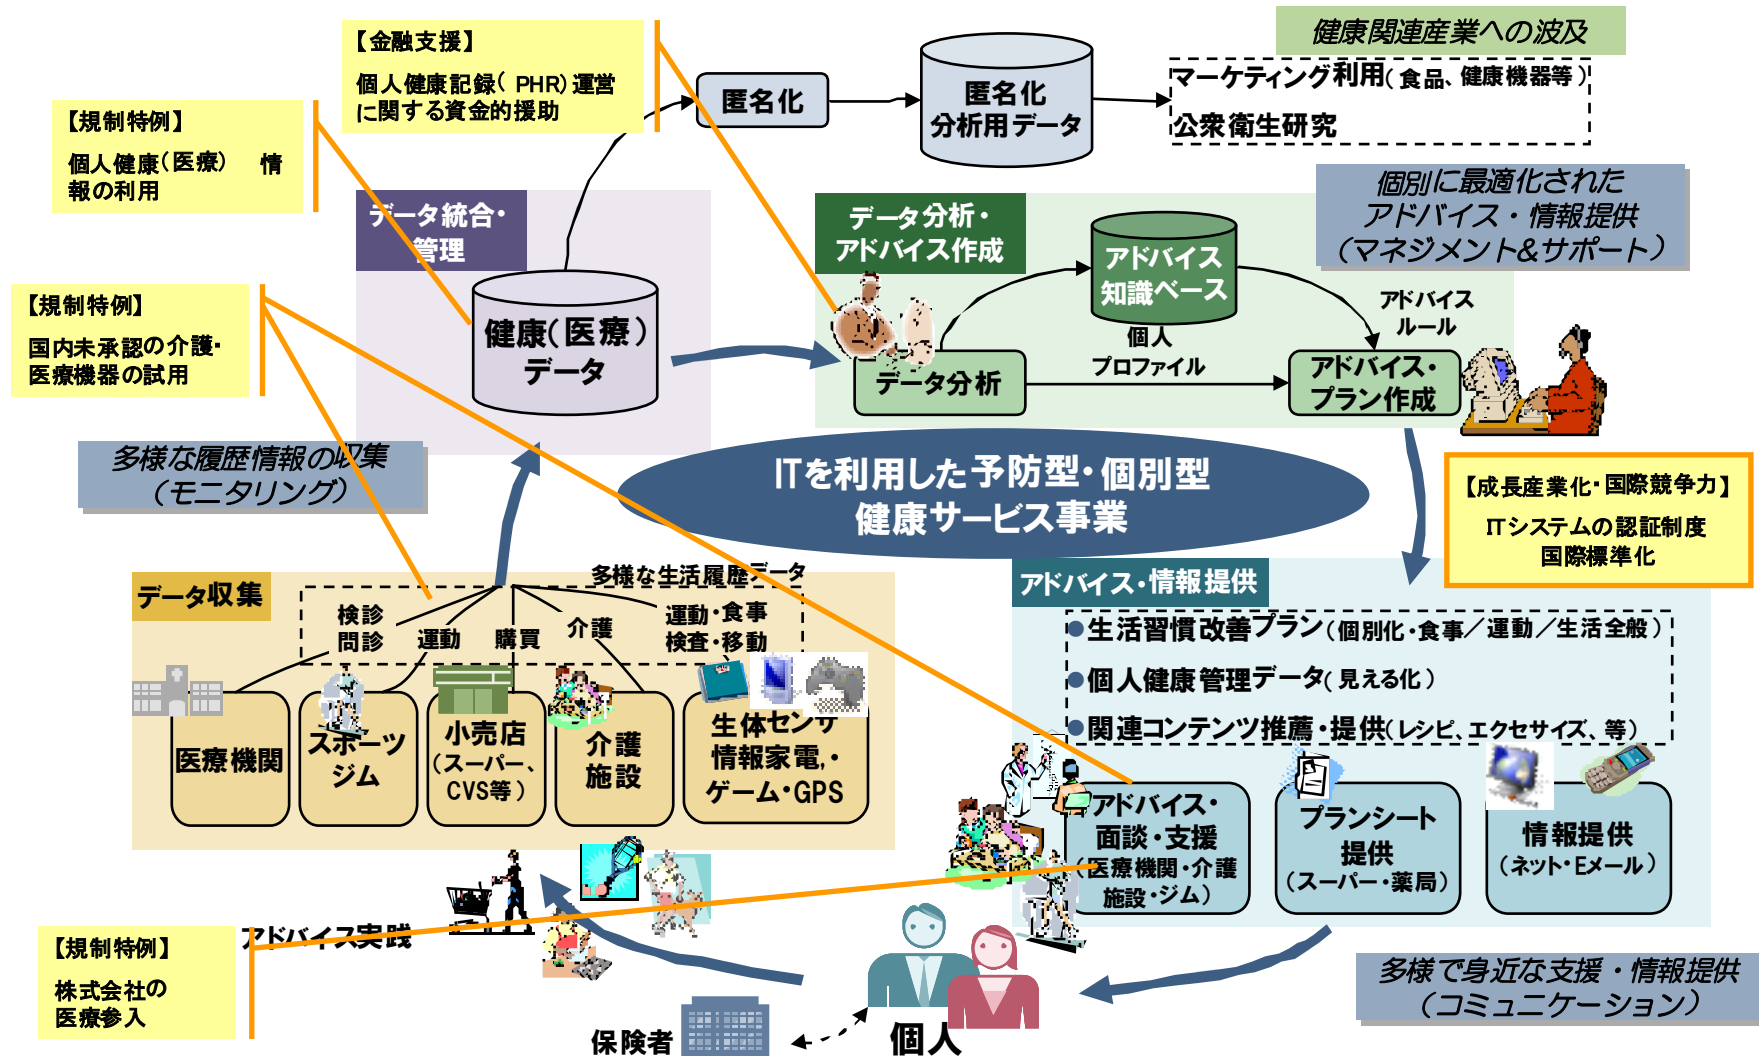 【金融支援】
個人健康記録(PHR)運営
に関する資金的援助
健康関連産業への波及
マーケティング利用(食品、健康機器等)
公衆衛生研究
匿名化
匿名化
分析用データ
【規制特例】
個人健康(医療) 情
報の利用
データ統合・
管理
健康(医療)
データ
データ分析・
アドバイス作成
アドバイス
知識ベース
個人
プロファイル
アドバイス
ルール
データ分析
アドバイス・
プラン作成
個別に最適化された
アドバイス・情報提供
(マネジメント&サポート)
【規制特例】
国内未承認の介護・
医療機器の試用
多様な履歴情報の収集
(モニタリング)
ITを利用した予防型・個別型
健康サービス事業
【成長産業化・国際競争力】
ITシステムの認証制度
国際標準化
データ収集
多様な生活履歴データ
検診
問診
運動
購買
介護
運動・食事
検査・移動
医療機関
スポーツ
ジム
小売店
(スーパー、
CVS等)
介護
施設
生体センサ
情報家電,・
ゲーム・GPS
アドバイス・情報提供
●生活習慣改善プラン(個別化・食事/運動/生活全般)
●個人健康管理データ(見える化)
●関連コンテンツ推薦・提供(レシピ、エクセサイズ、等)
アドバイス・
面談・支援
(医療機関・介護
施設・ジム)
プランシート
提供
(スーパー・薬局)
情報提供
(ネット・Eメール)
【規制特例】
株式会社の
医療参入
アドバイス実践
保険者
個人
多様で身近な支援・情報提供
(コミュニケーション)